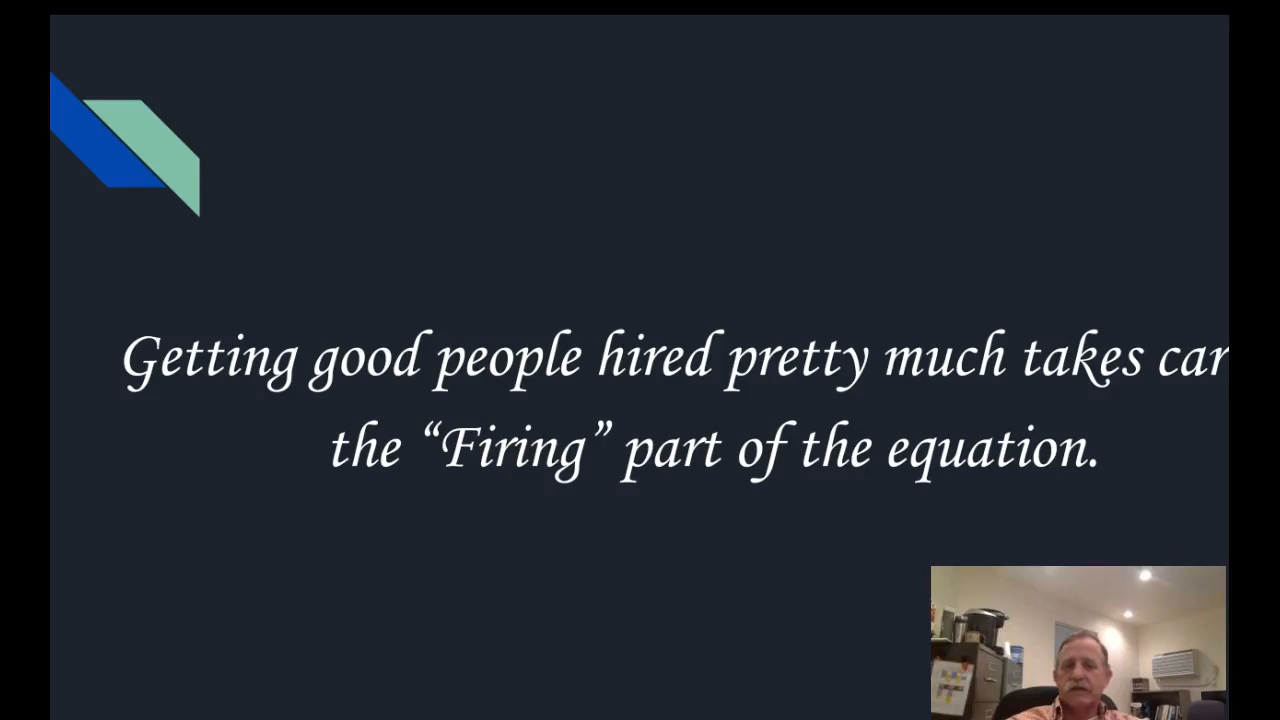 Getting good people hired pretty much takes car
the “Firing” part of the equation.